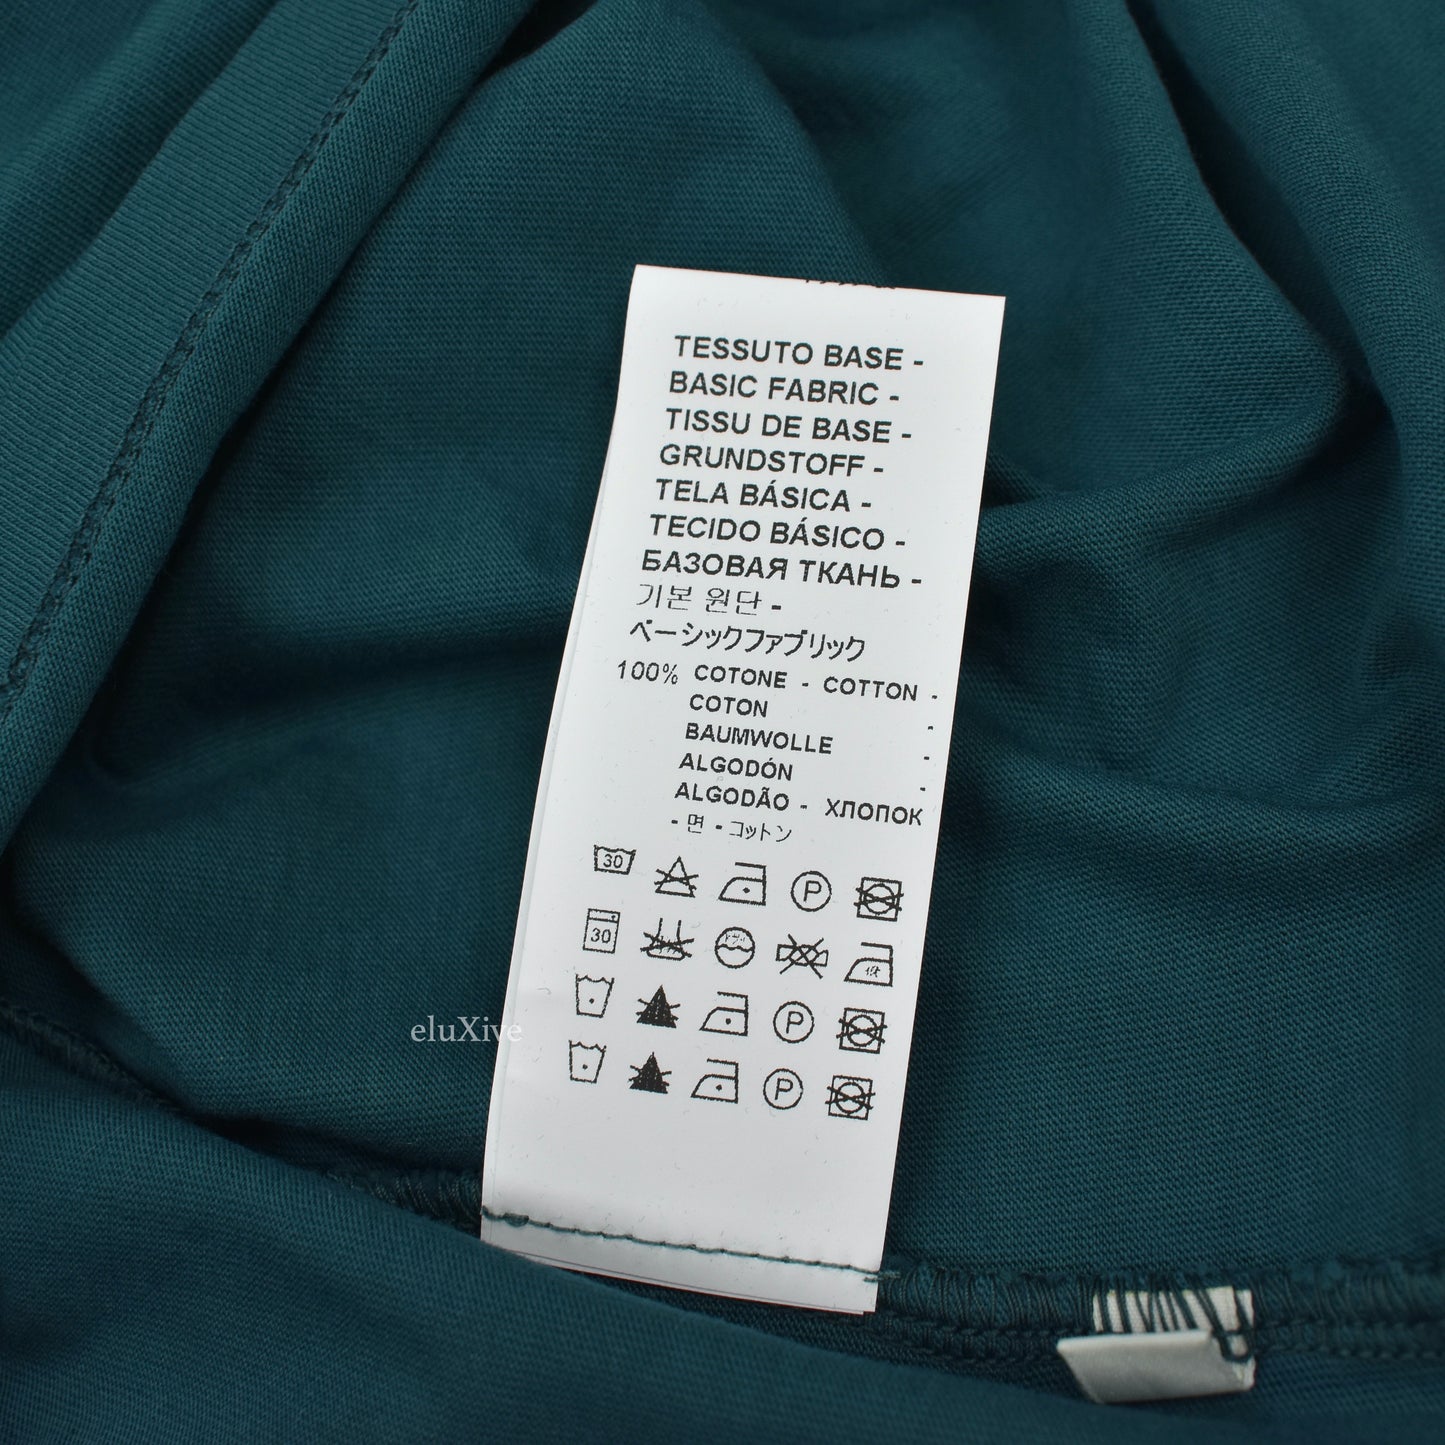 TESSUTO BASE -
BASIC FABRIC -
TISSU DE BASE -
GRUNDSTOFF -
TELA BÁSICA -
TECIDO BÁSICO -
БАЗОВАЯ ТКАНЬ -
기본 원단 -
ベーシックファブリック
100% COTONE - COTTON -
COTON -
BAUMWOLLE -
ALGODÓN -
ALGODÃO - ХЛОПОК
- 면 - コットン
30 P
30
P
P
eluXive